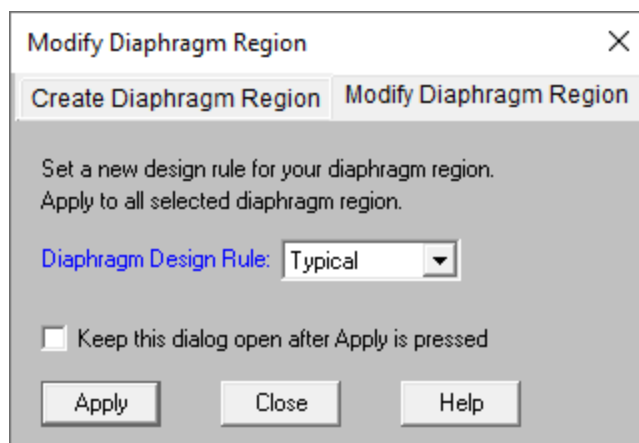 Modify Diaphragm Region
Create Diaphragm Region
Modify Diaphragm Region
Set a new design rule for your diaphragm region.
Apply to all selected diaphragm region.
Diaphragm Design Rule: Typical
Keep this dialog open after Apply is pressed
Apply Close Help